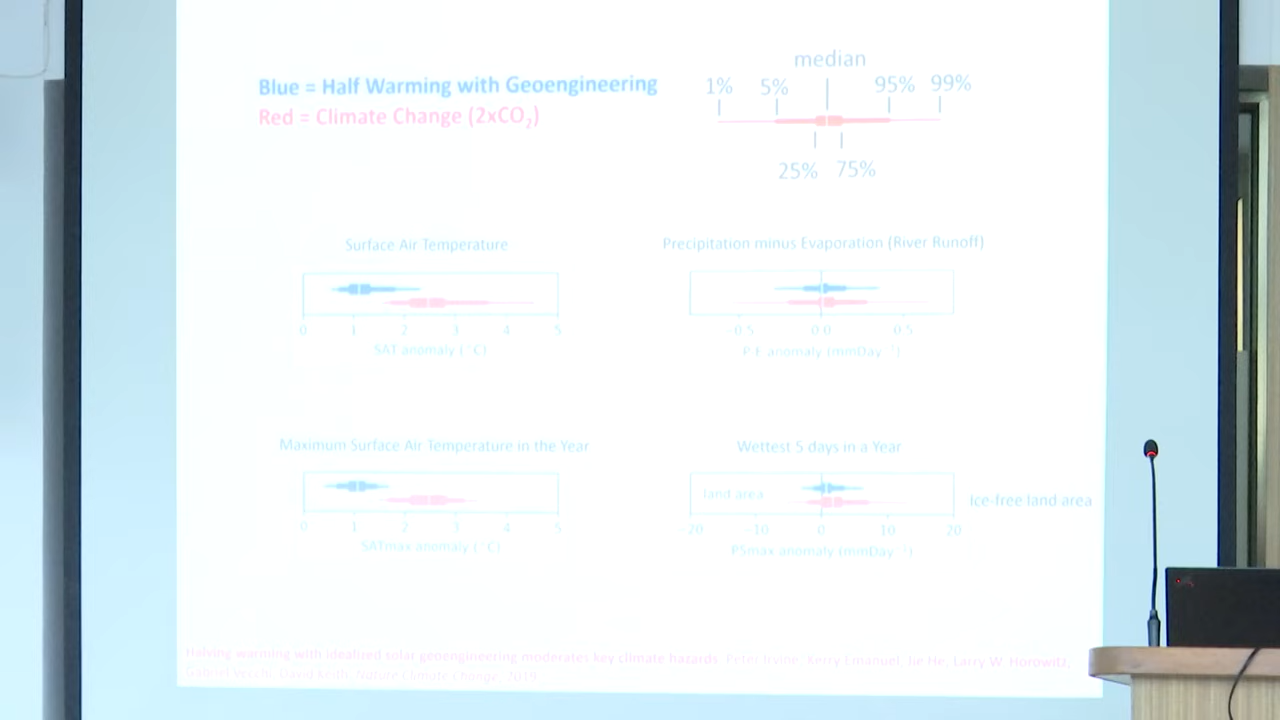 median
1% 5% 95% 99%
Blue = Half Warming with Geoengineering
Red = Climate Change (2xCO₂)
25% 75%
Surface Air Temperature
0 1 2 3 4 5
SAT anomaly (°C)
Precipitation minus Evaporation (River Runoff)
-0.5 0.0 0.5
P-E anomaly (mmDay⁻¹)
Maximum Surface Air Temperature in the Year
0 1 2 3 4 5
SATmax anomaly (°C)
Wettest 5 days in a Year
land area
Ice-free land area
-20 -10 0 10 20
P5max anomaly (mmDay⁻¹)
Halving warming with idealized solar geoengineering moderates key climate hazards. Peter Irvine, Kerry Emanuel, Jie He, Larry W. Horowitz,
Gabriel Vecchi, David Keith, Nature Climate Change, 2019